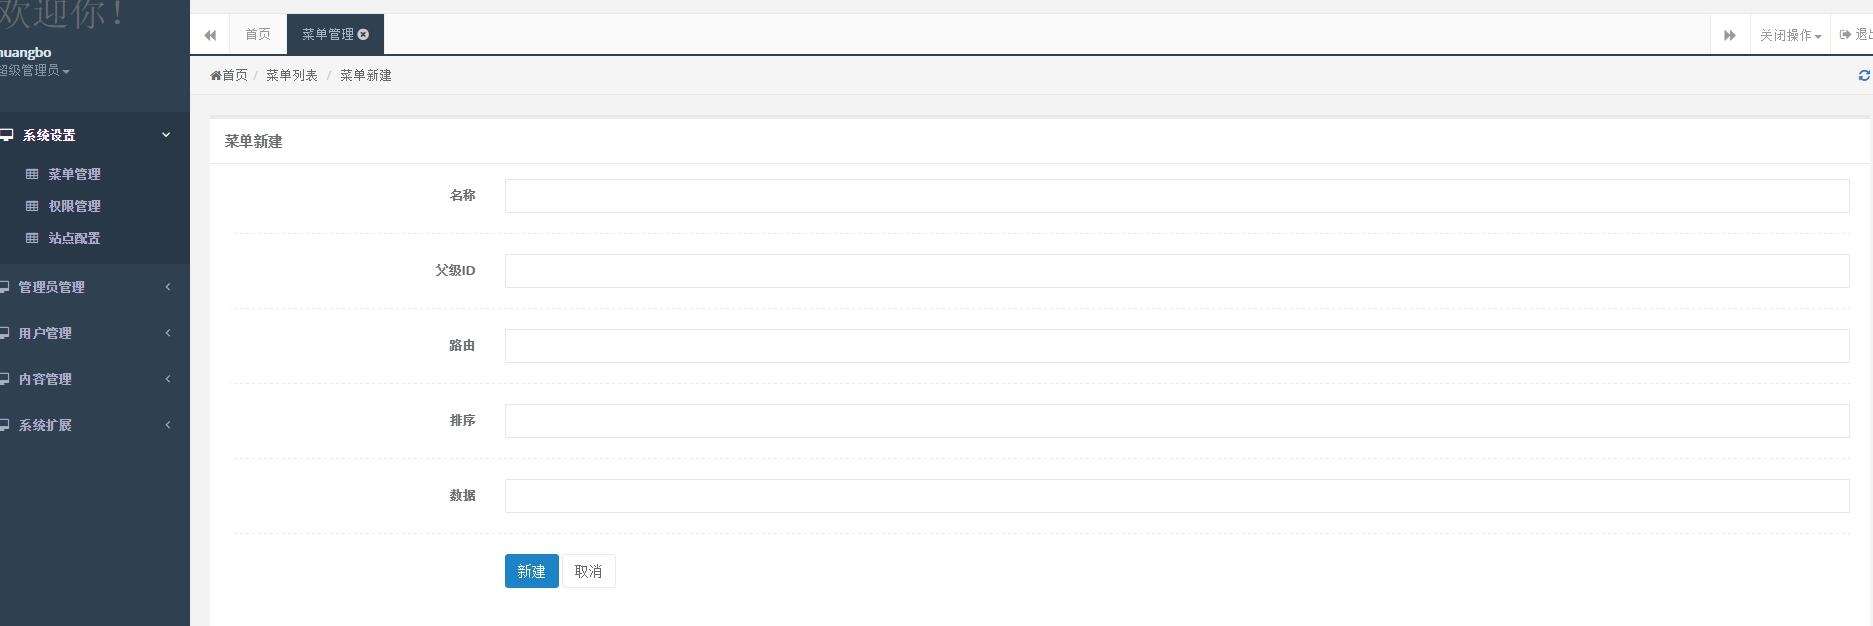 欢迎你!
huangbo
超级管理员
系统设置
菜单管理
权限管理
站点配置
管理员管理
用户管理
内容管理
系统扩展
首页 菜单管理 关闭操作 退出
首页 / 菜单列表 / 菜单新建
菜单新建
名称
父级ID
路由
排序
数据
新建 取消